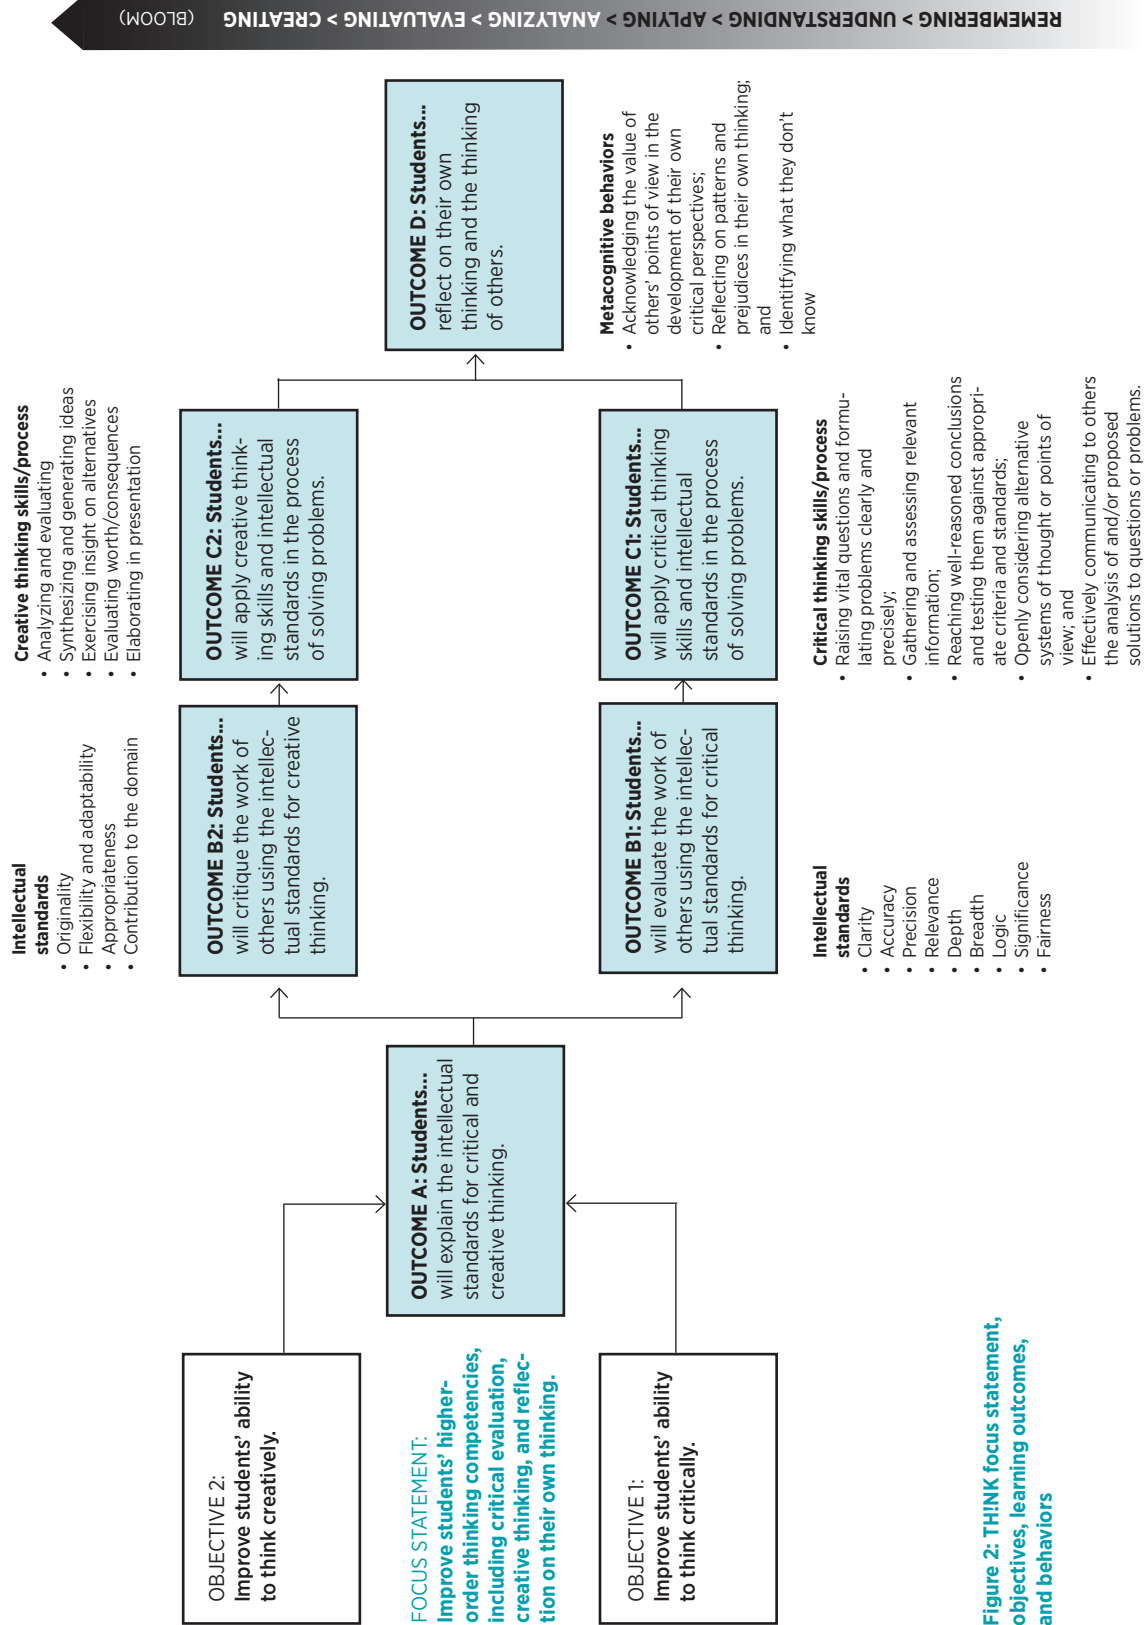 OBJECTIVE 2:
Improve students' ability
to think creatively.
FOCUS STATEMENT:
Improve students' higher-
order thinking competencies,
including critical evaluation,
creative thinking, and reflec-
tion on their own thinking.
OBJECTIVE 1:
Improve students' ability
to think critically.
OUTCOME A: Students...
will explain the intellectual
standards for critical and
creative thinking.
Intellectual
standards
• Originality
• Flexibility and adaptability
• Appropriateness
• Contribution to the domain
OUTCOME B2: Students...
will critique the work of
others using the intellec-
tual standards for creative
thinking.
OUTCOME B1: Students...
will evaluate the work of
others using the intellec-
tual standards for critical
thinking.
Intellectual
standards
• Clarity
• Accuracy
• Precision
• Relevance
• Depth
• Breadth
• Logic
• Significance
• Fairness
Creative thinking skills/process
• Analyzing and evaluating
• Synthesizing and generating ideas
• Exercising insight on alternatives
• Evaluating worth/consequences
• Elaborating in presentation
OUTCOME C2: Students...
will apply creative think-
ing skills and intellectual
standards in the process
of solving problems.
OUTCOME C1: Students...
will apply critical thinking
skills and intellectual
standards in the process
of solving problems.
Critical thinking skills/process
• Raising vital questions and formu-
lating problems clearly and
precisely;
• Gathering and assessing relevant
information;
• Reaching well-reasoned conclusions
and testing them against appropri-
ate criteria and standards;
• Openly considering alternative
systems of thought or points of
view; and
• Effectively communicating to others
the analysis of and/or proposed
solutions to questions or problems.
OUTCOME D: Students...
reflect on their own
thinking and the thinking
of others.
Metacognitive behaviors
• Acknowledging the value of
others' points of view in the
development of their own
critical perspectives;
• Reflecting on patterns and
prejudices in their own thinking;
and
• Identitfying what they don't
know
REMEMBERING > UNDERSTANDING > APLYING > ANALYZING > EVALUATING > CREATING (BLOOM)
Figure 2: TH!NK focus statement,
objectives, learning outcomes,
and behaviors